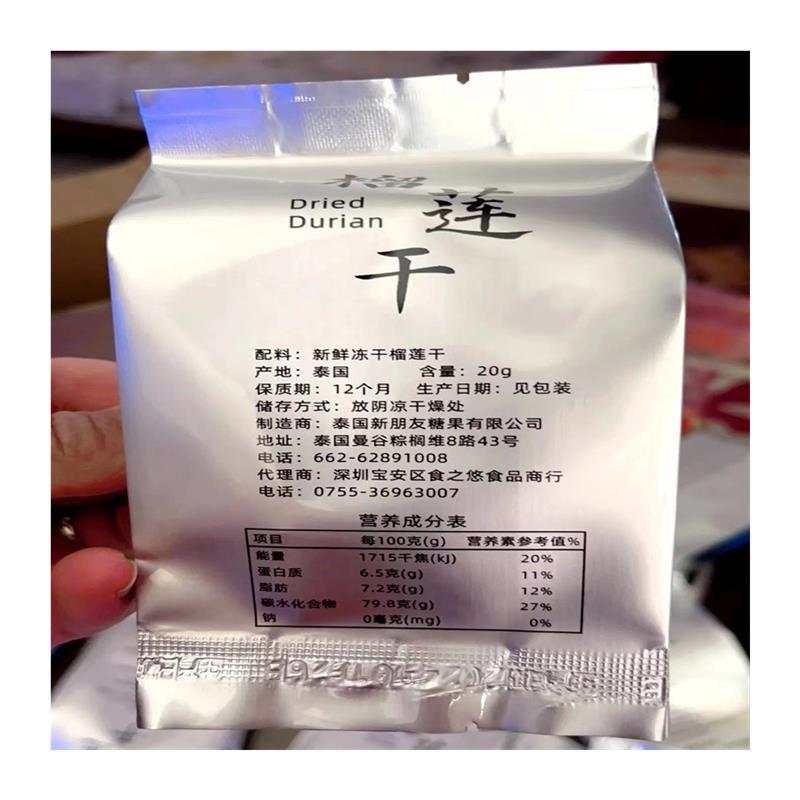 榴莲干
Dried
Durian
配料：新鲜冻干榴莲干
产地：泰国 含量：20g
保质期：12个月 生产日期：见包装
储存方式：放阴凉干燥处
制造商：泰国新朋友糖果有限公司
地址：泰国曼谷粽榈维8路43号
电话：662-62891008
代理商：深圳宝安区食之悠食品商行
电话：0755-36963007
营养成分表
项目 每100克(g) 营养素参考值%
能量 1715千焦(kJ) 20%
蛋白质 6.5克(g) 11%
脂肪 7.2克(g) 12%
碳水化合物 79.8克(g) 27%
钠 0毫克(mg) 0%